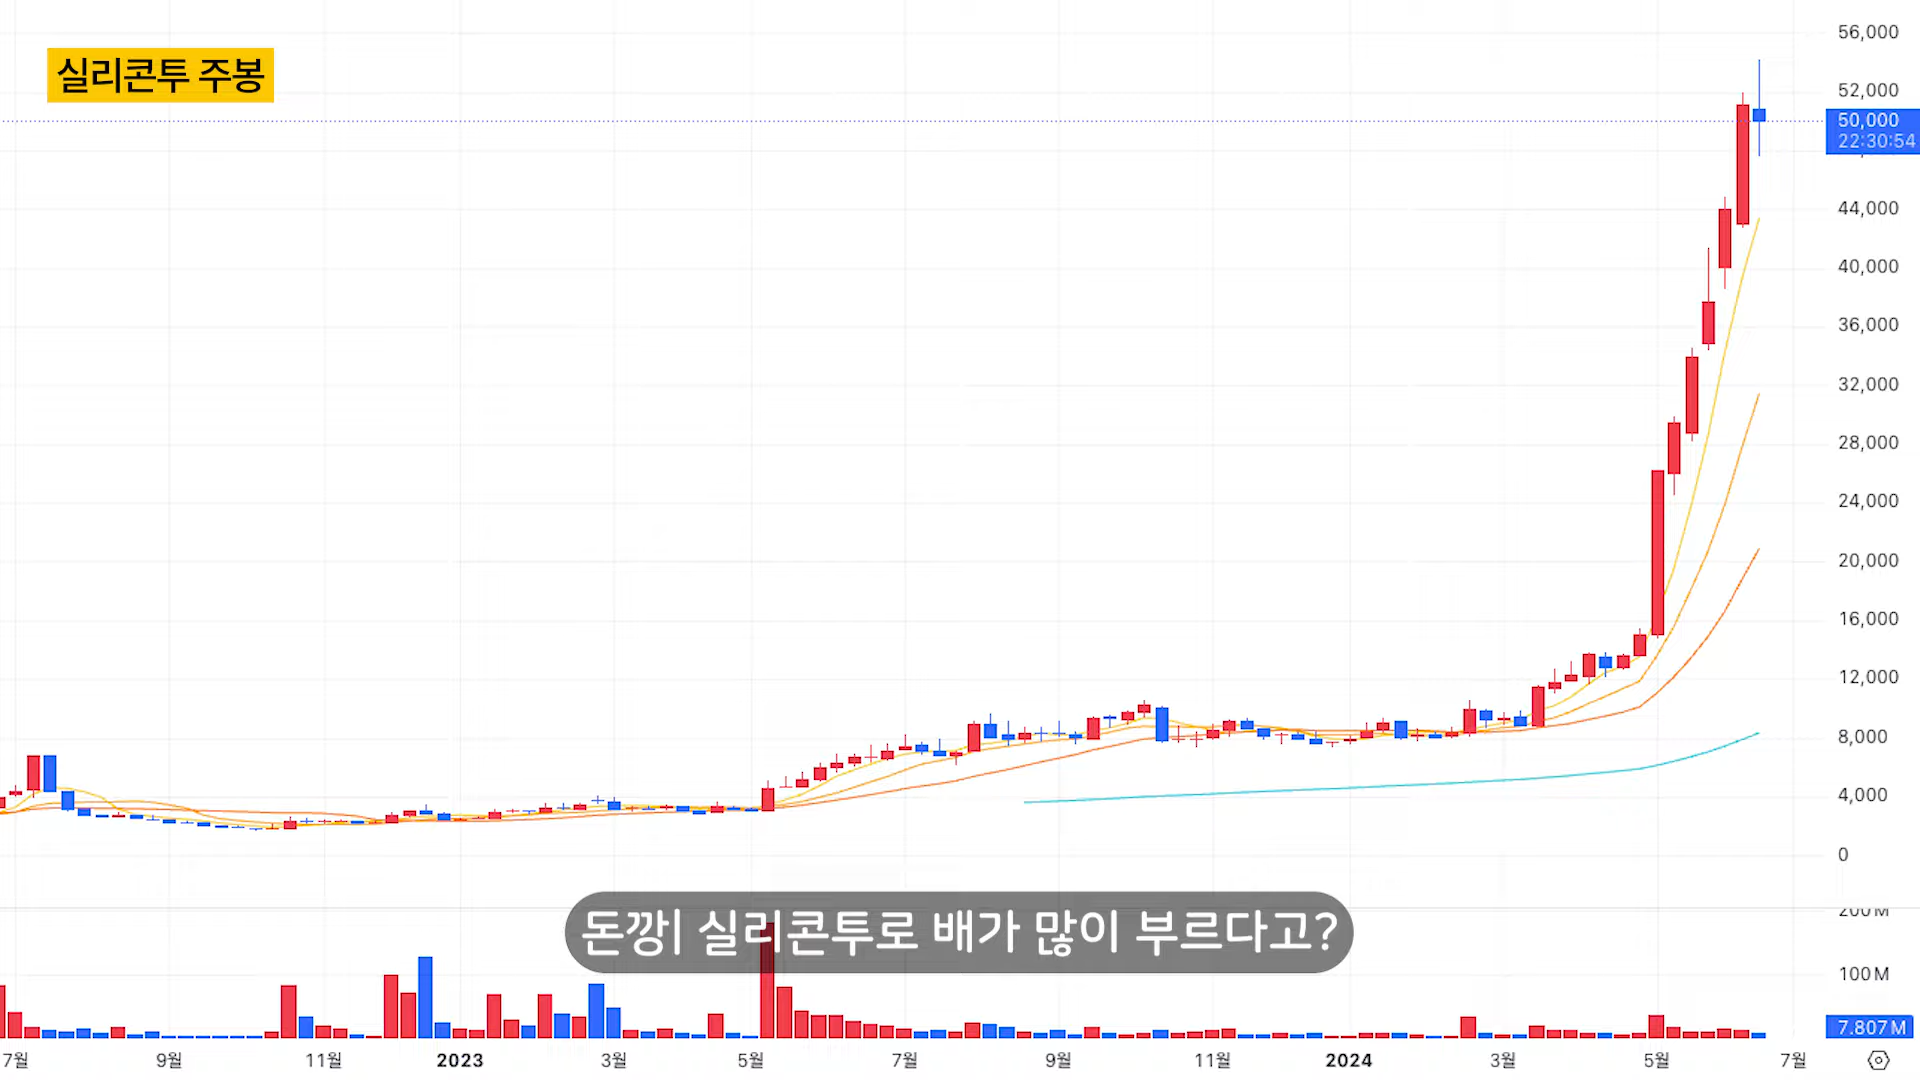 실리콘투 주봉
56,000
52,000
50,000
22:30:54
44,000
40,000
36,000
32,000
28,000
24,000
20,000
16,000
12,000
8,000
4,000
0
돈깡| 실리콘투로 배가 많이 부르다고?
200M
100M
7.807M
7월 9월 11월 2023 3월 5월 7월 9월 11월 2024 3월 5월 7월